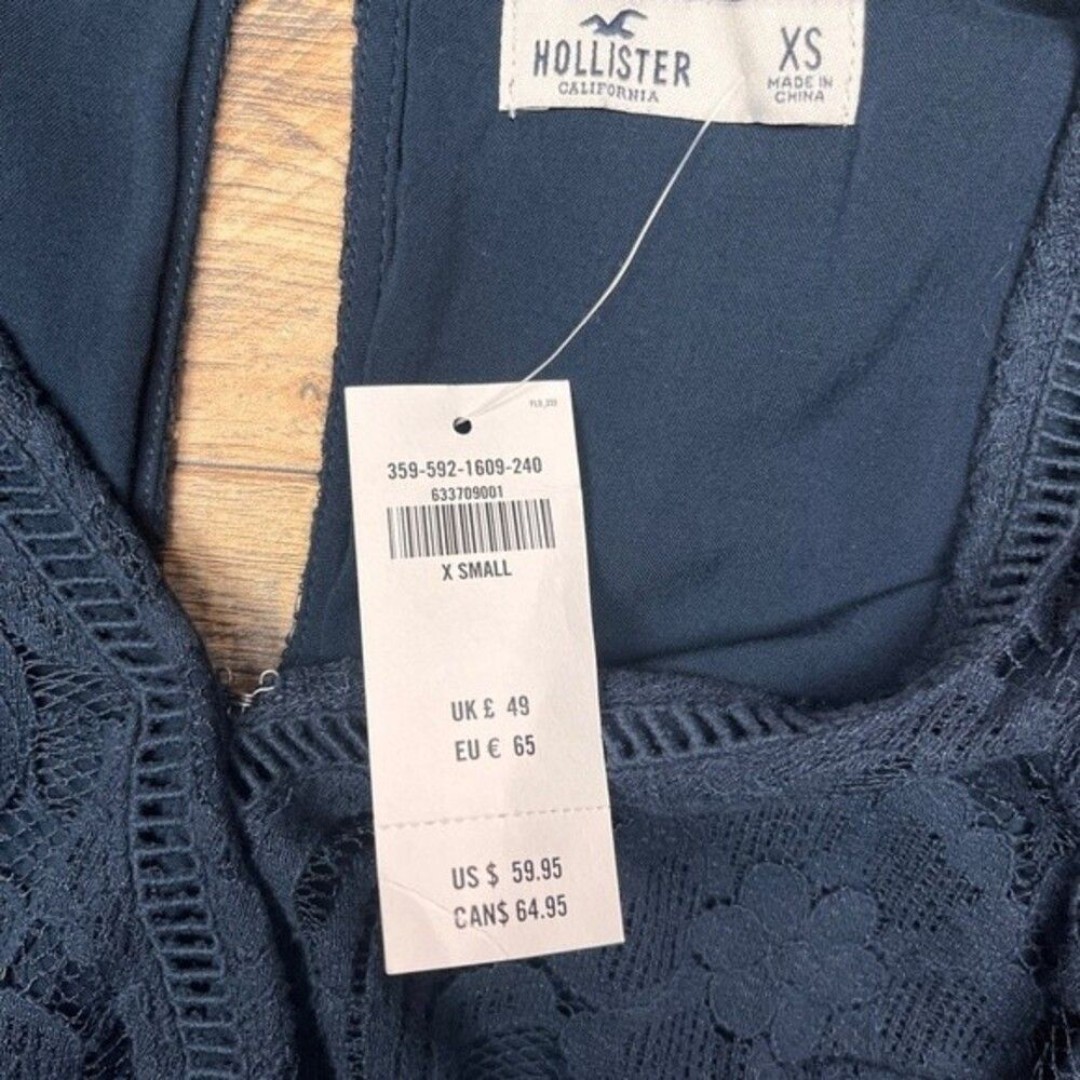 HOLLISTER
CALIFORNIA
XS
MADE IN
CHINA
359-592-1609-240
633709001
X SMALL
UK £ 49
EU € 65
US $ 59.95
CAN$ 64.95